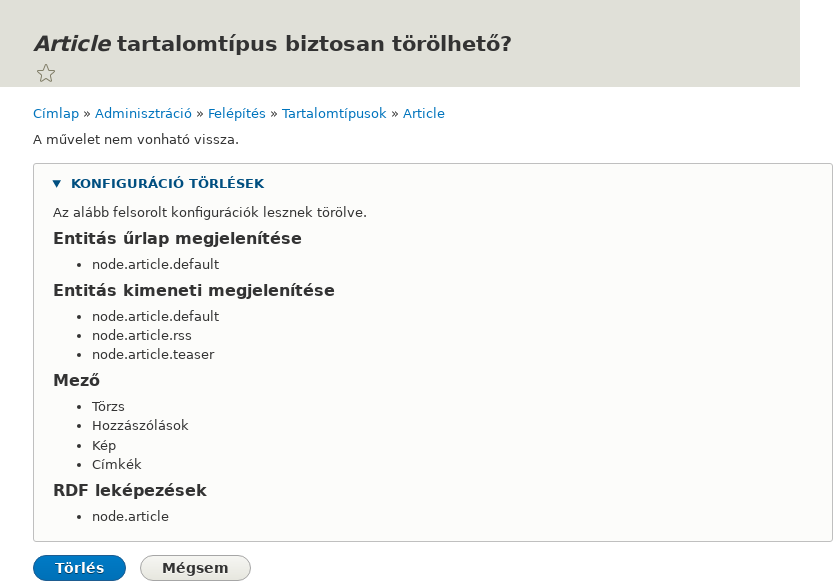 Article tartalomtípus biztosan törölhető?
Címlap » Adminisztráció » Felépítés » Tartalomtípusok » Article
A művelet nem vonható vissza.
KONFIGURÁCIÓ TÖRLÉSEK
Az alább felsorolt konfigurációk lesznek törölve.
Entitás űrlap megjelenítése
node.article.default
Entitás kimeneti megjelenítése
node.article.default
node.article.rss
node.article.teaser
Mező
Törzs
Hozzászólások
Kép
Címkék
RDF leképezések
node.article
Törlés Mégsem